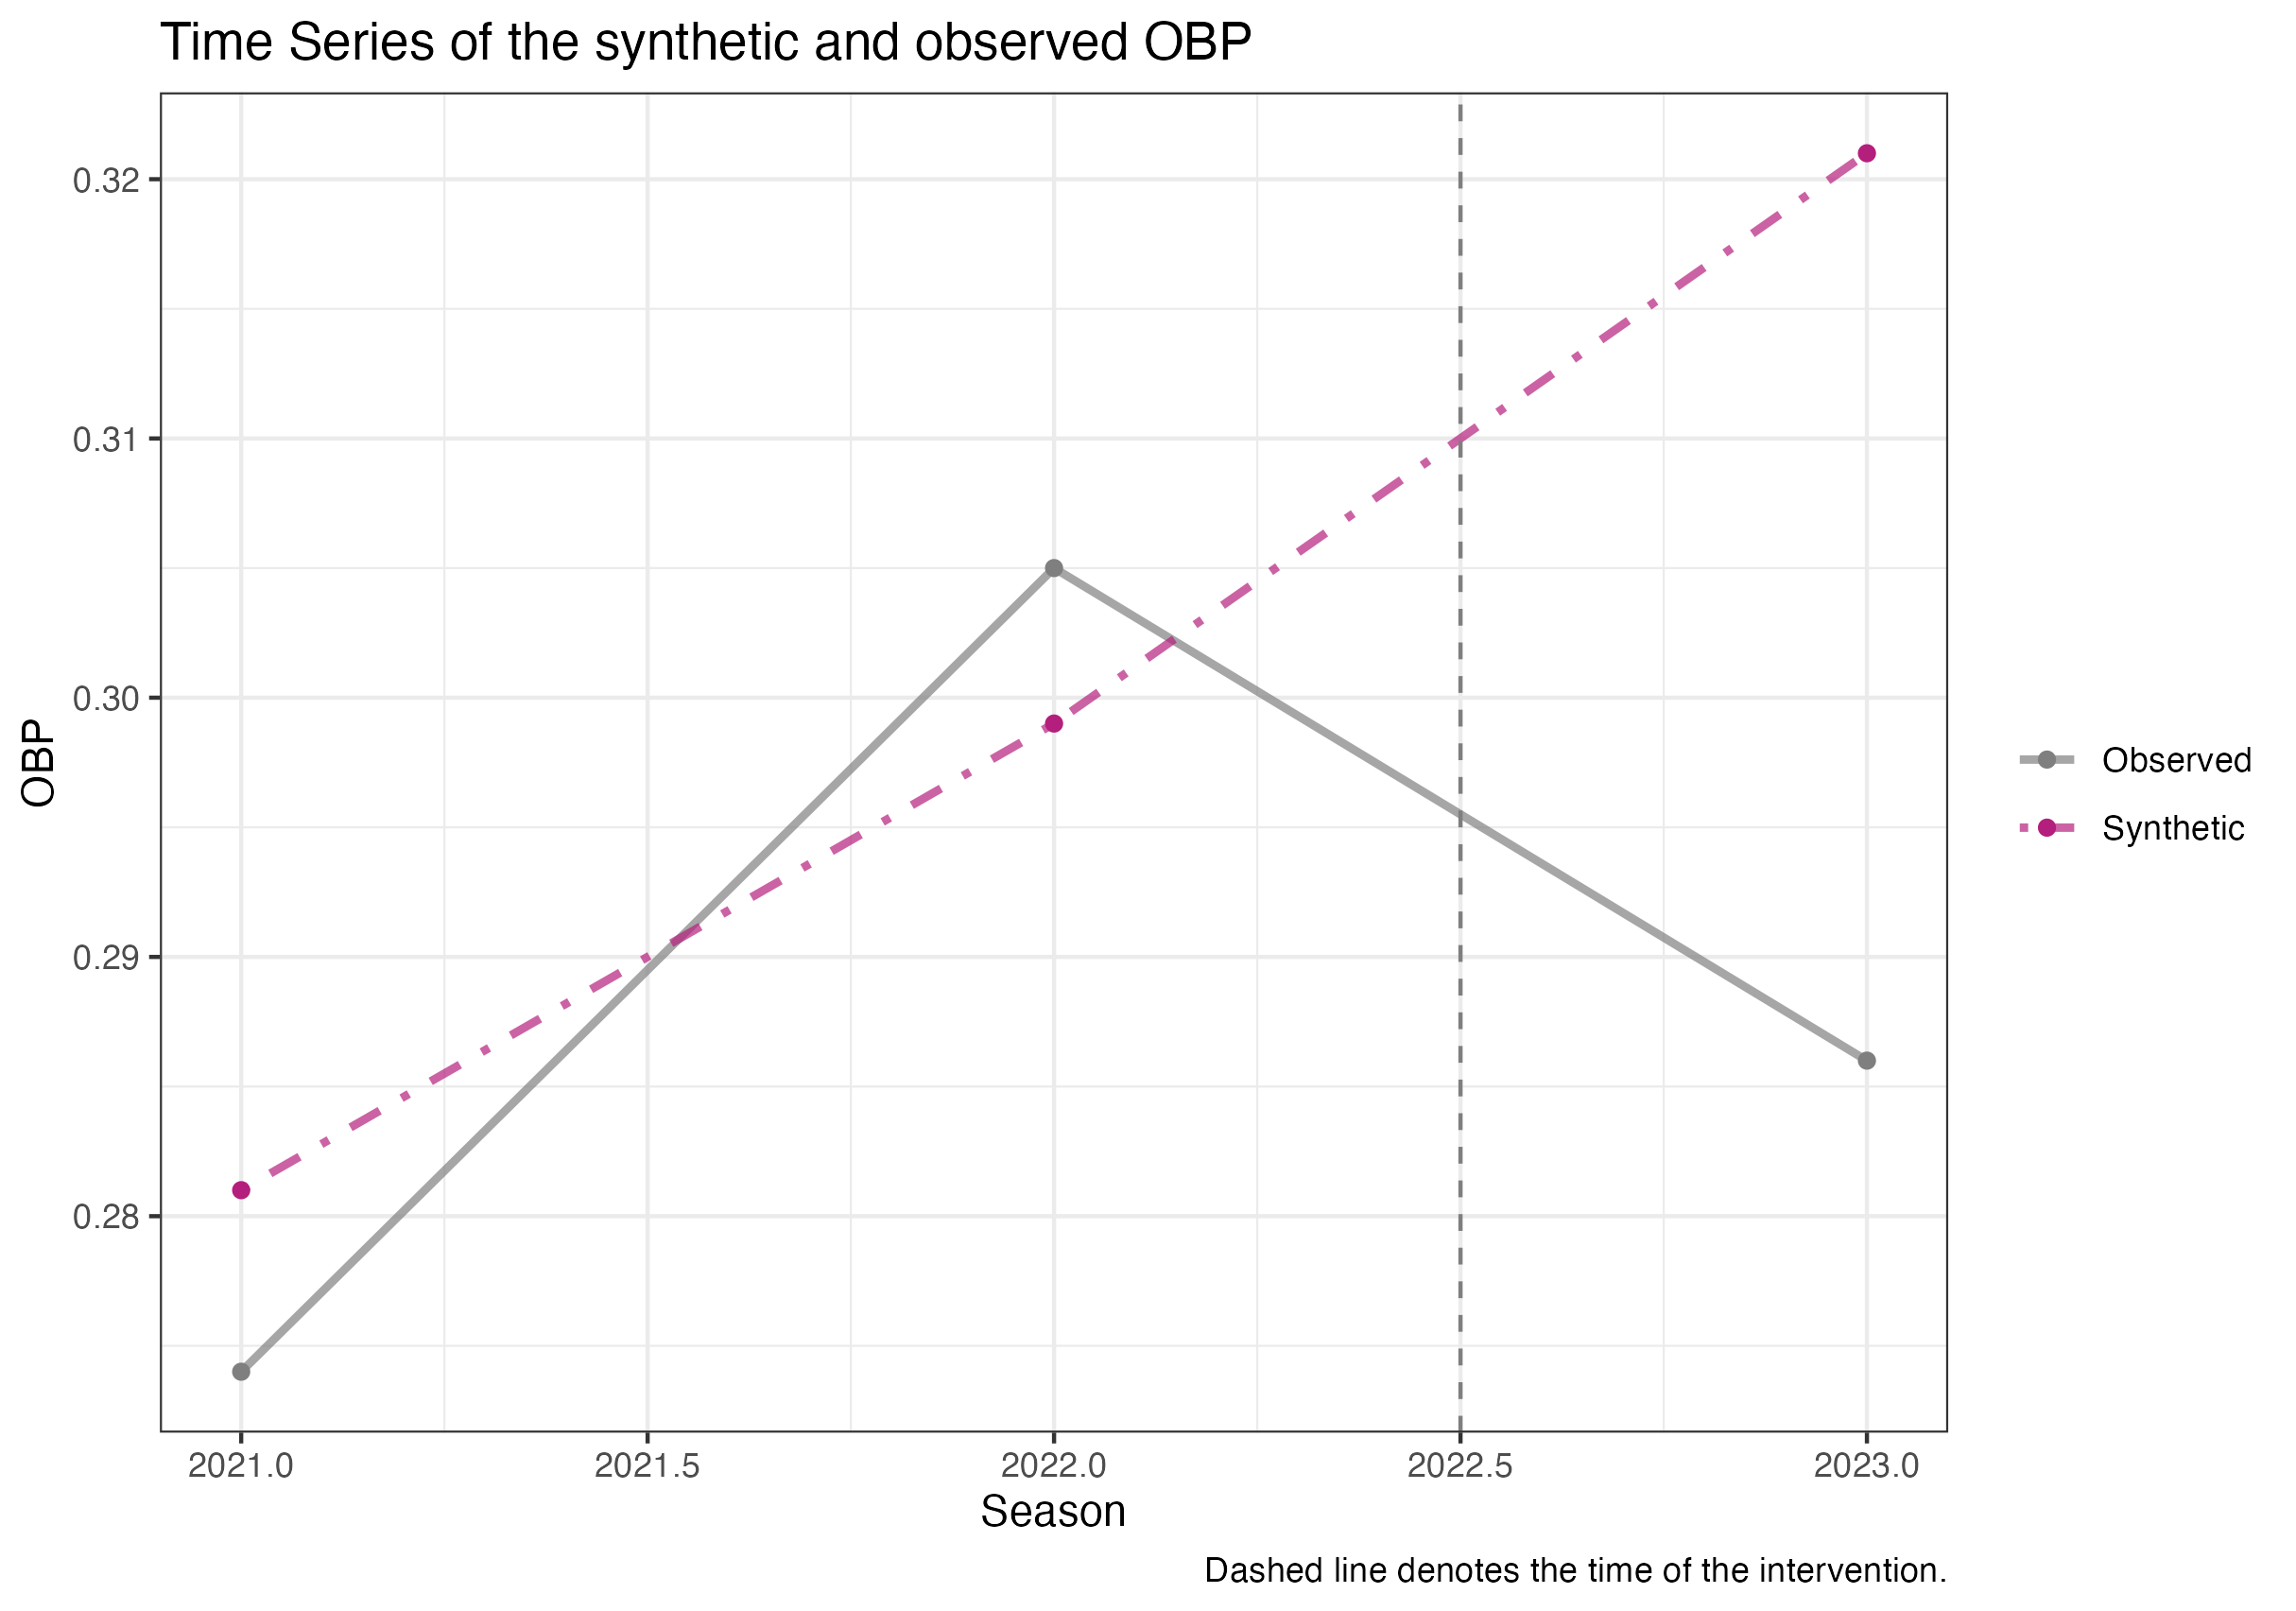 Time Series of the synthetic and observed OBP
0.32
0.31
0.30
0.29
0.28
OBP
2021.0 2021.5 2022.0 2022.5 2023.0
Season
Observed
Synthetic
Dashed line denotes the time of the intervention.